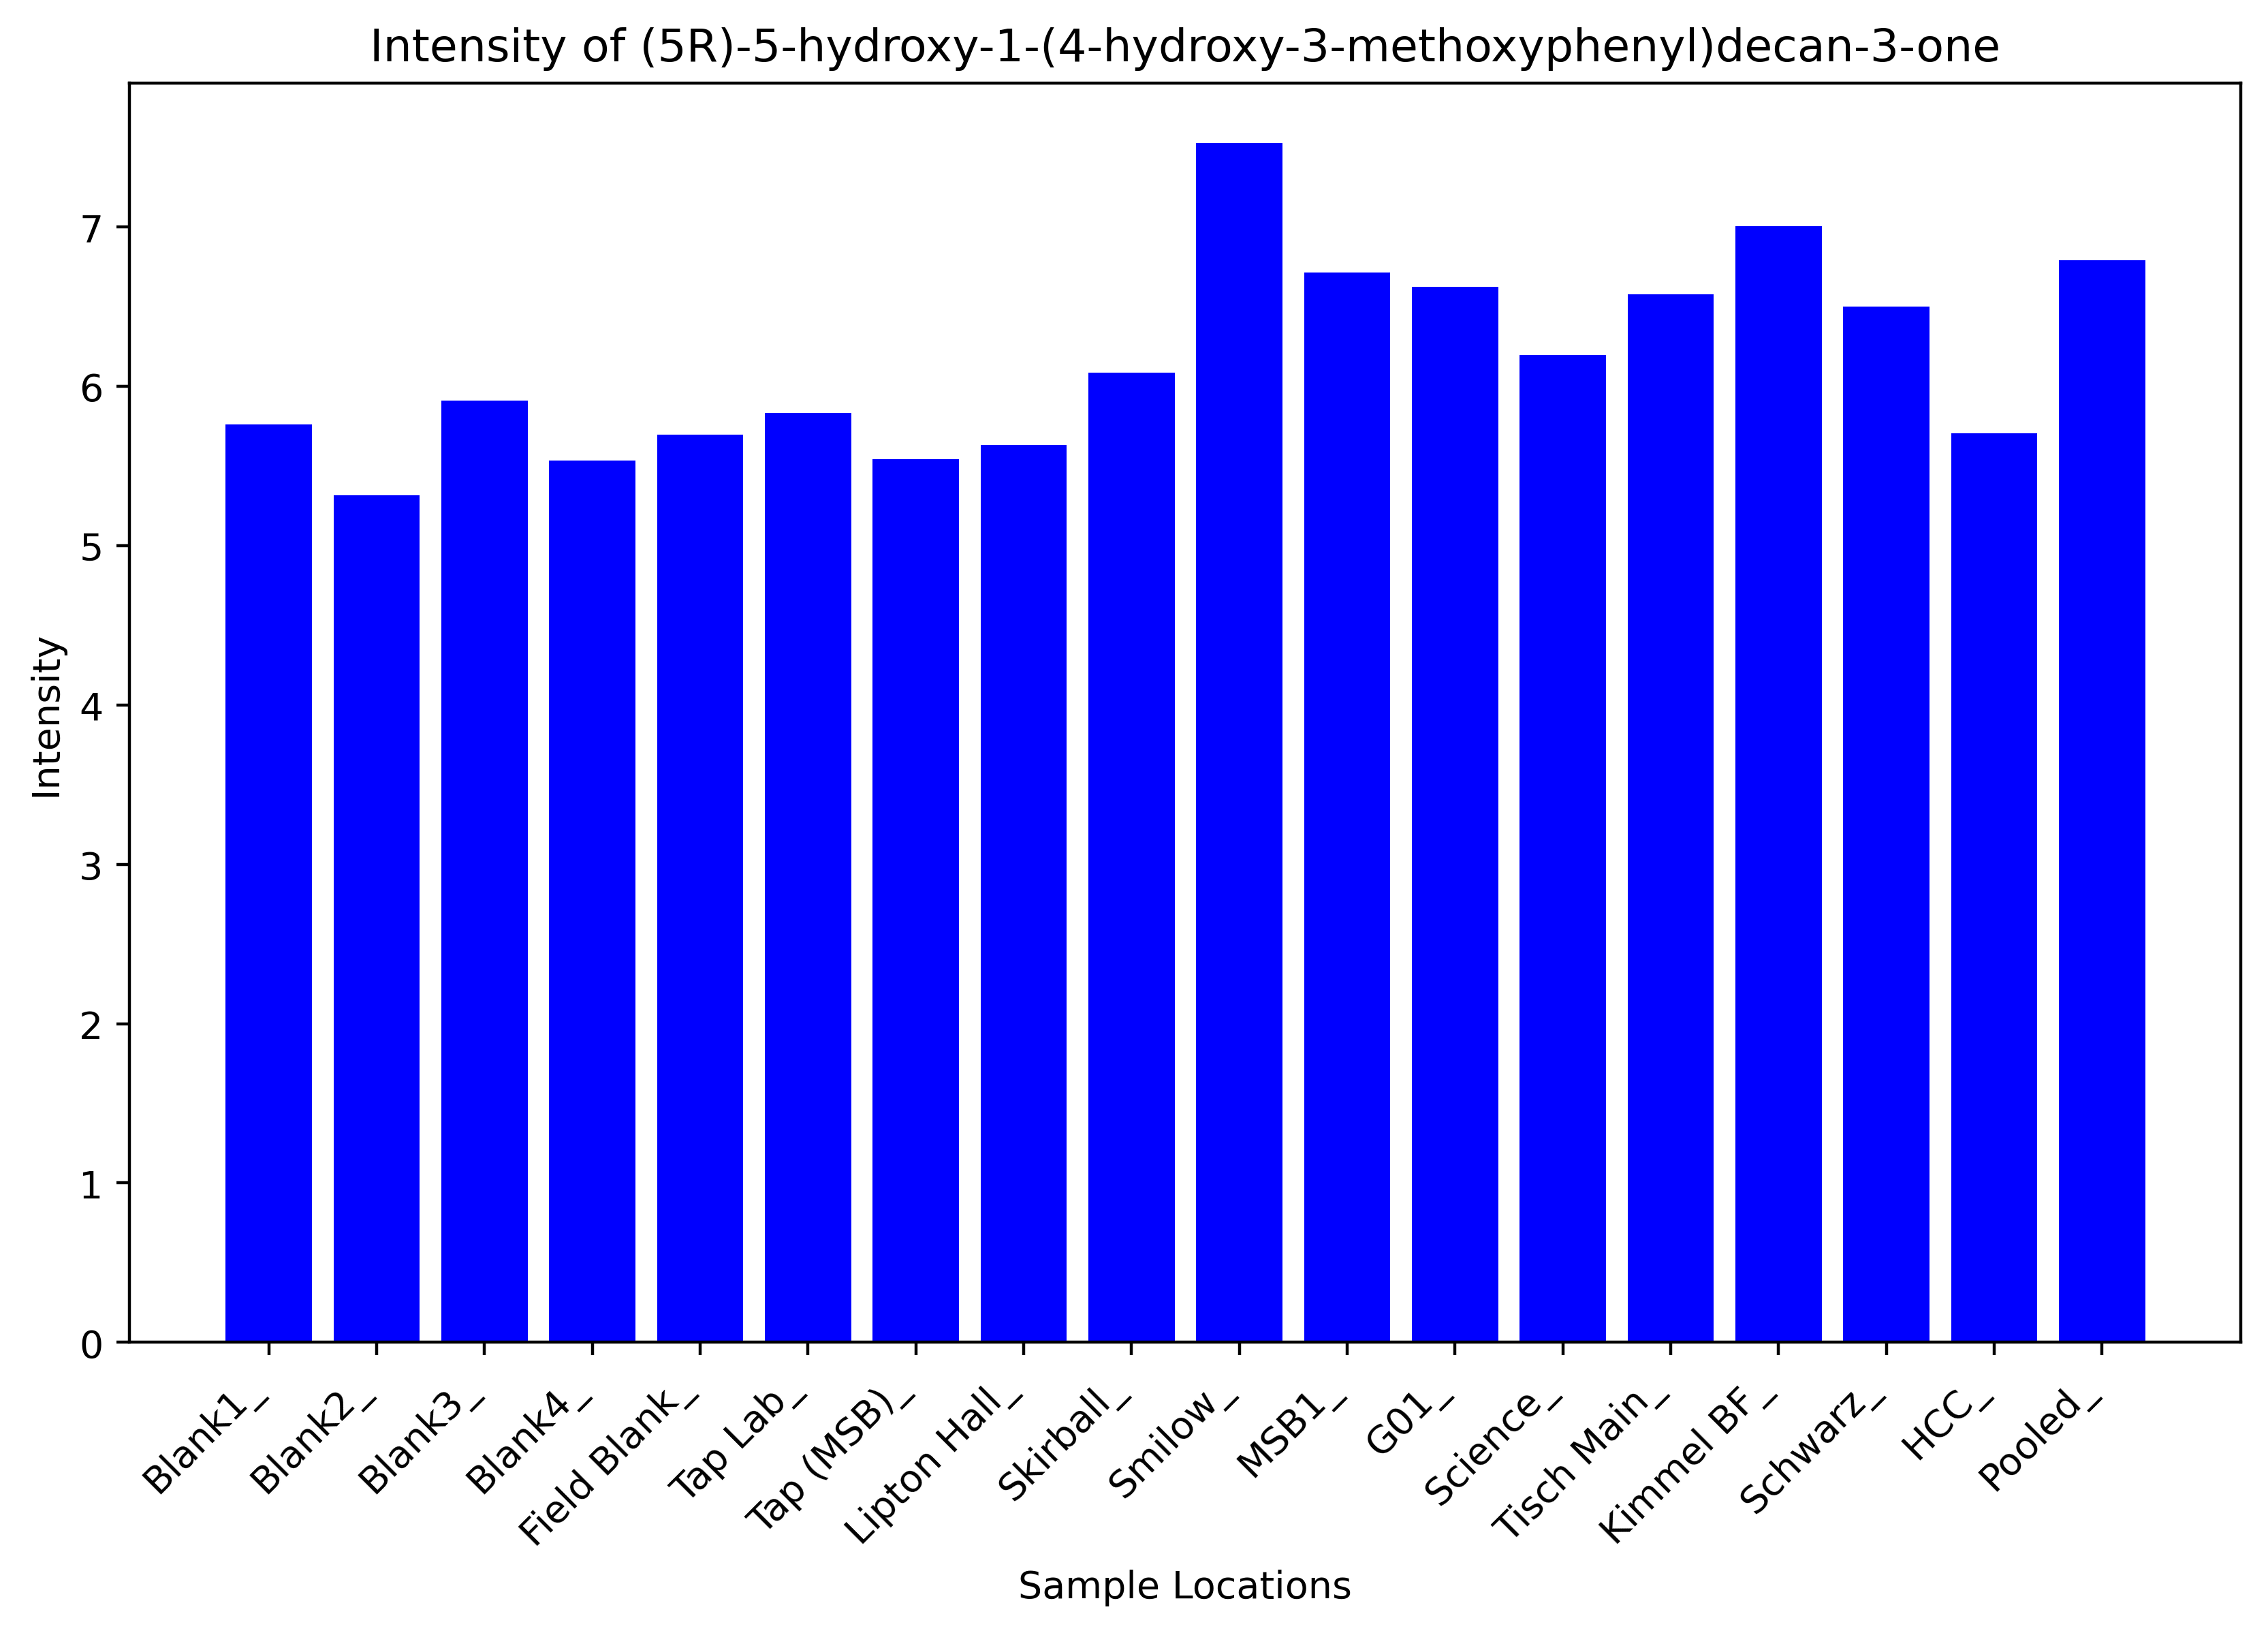 Intensity of (5R)-5-hydroxy-1-(4-hydroxy-3-methoxyphenyl)decan-3-one
Intensity
7
6
5
4
3
2
1
0
Blank1_
Blank2_
Blank3_
Blank4_
Field Blank_
Tap Lab_
Tap (MSB)_
Lipton Hall_
Skirball_
Smilow_
MSB1_
G01_
Science_
Tisch Main_
Kimmel BF_
Schwarz_
HCC_
Pooled_
Sample Locations